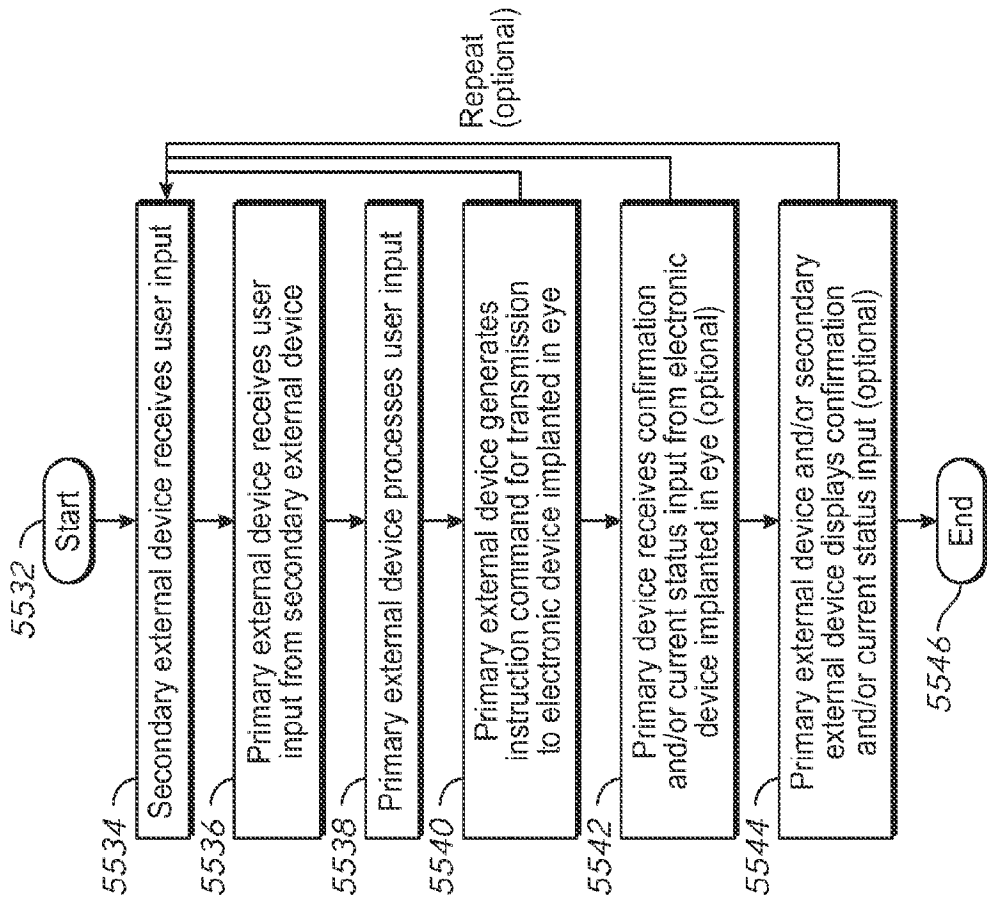 5532
Start
5534
Secondary external device receives user input
5536
Primary external device receives user
input from secondary external device
5538
Primary external device processes user input
5540
Primary external device generates
instruction command for transmission
to electronic device implanted in eye
5542
Primary device receives confirmation
and/or current status input from electronic
device implanted in eye (optional)
5544
Primary external device and/or secondary
external device displays confirmation
and/or current status input (optional)
Repeat
(optional)
End
5546